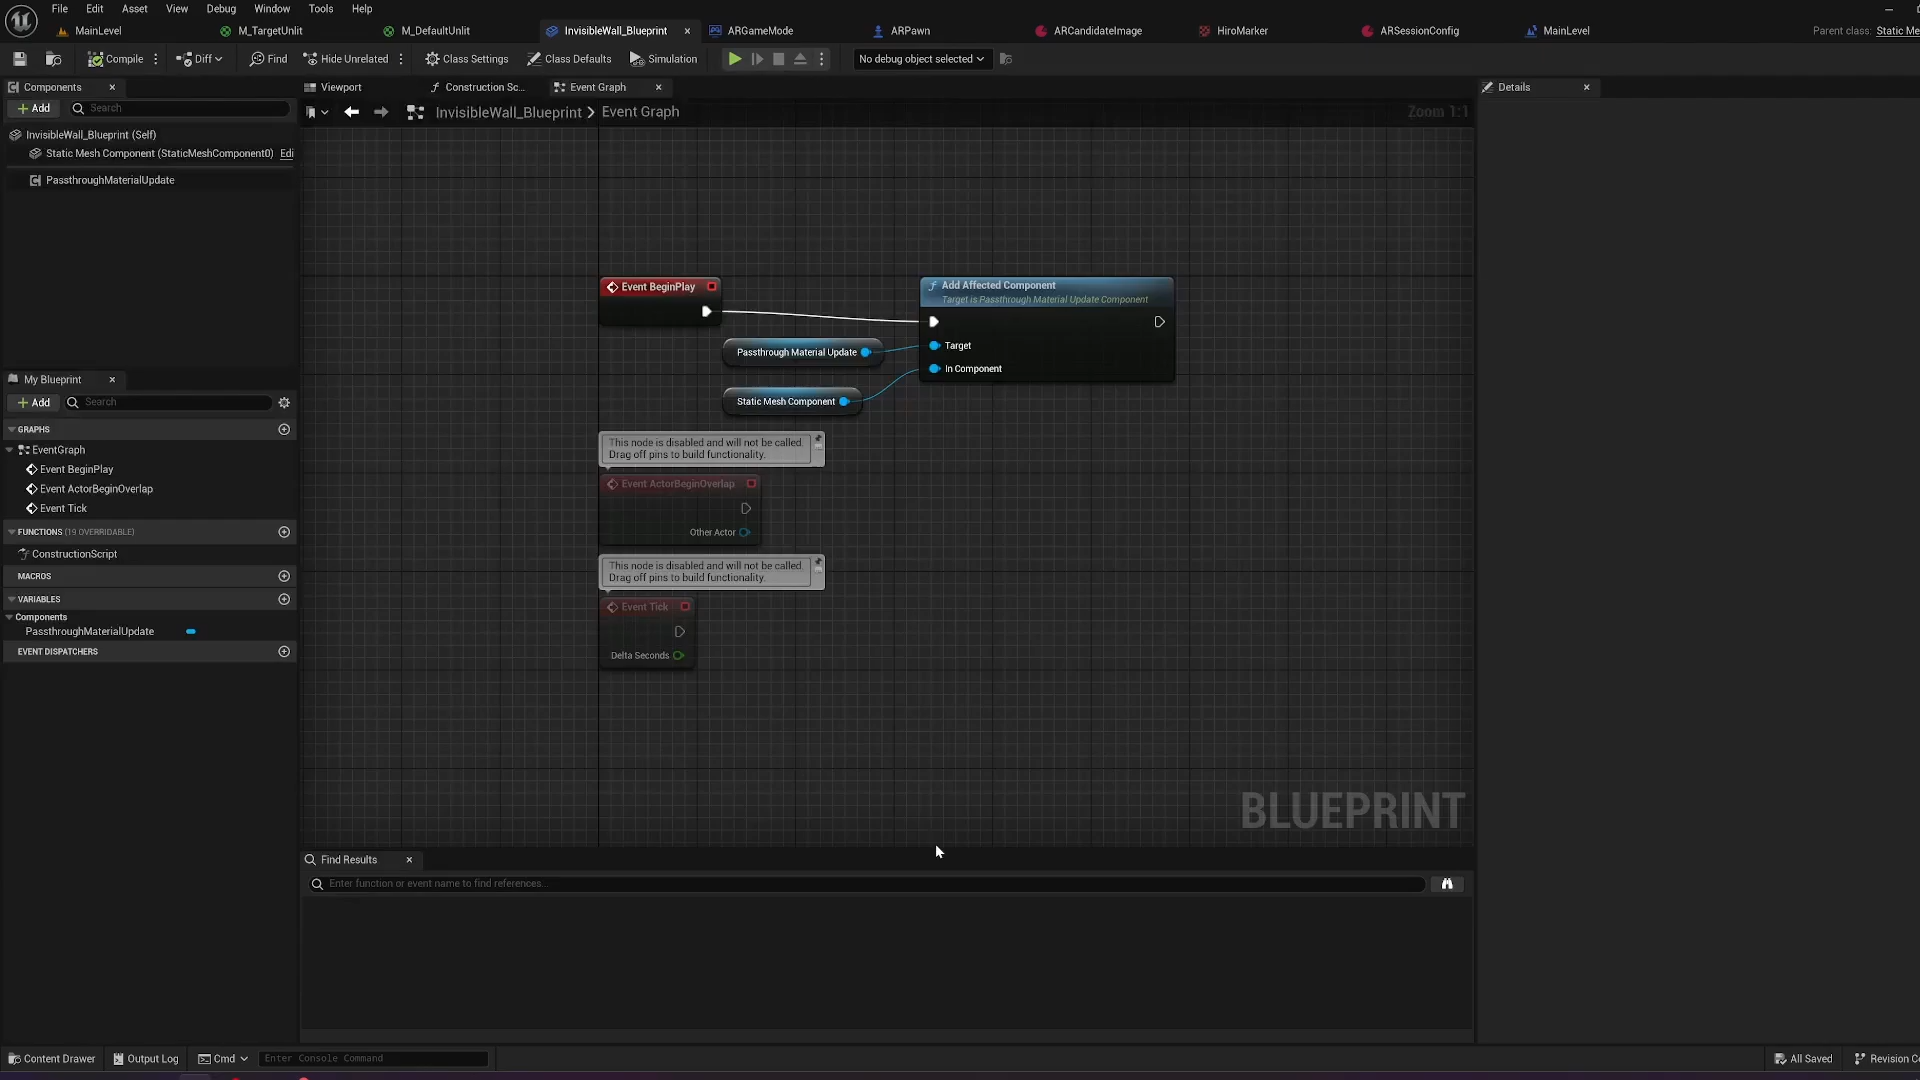 File Edit Asset View Debug Window Tools Help
MainLevel M_TargetUnlit M_DefaultUnlit InvisibleWall_Blueprint ARGameMode ARPawn ARCandidateImage HiroMarker ARSessionConfig MainLevel Parent class: Static Me
Compile Diff Find Hide Unrelated Class Settings Class Defaults Simulation No debug object selected
Components
Add Search
InvisibleWall_Blueprint (Self)
Static Mesh Component (StaticMeshComponent0) Edi
PassthroughMaterialUpdate
My Blueprint
Add Search
GRAPHS
EventGraph
Event BeginPlay
Event ActorBeginOverlap
Event Tick
FUNCTIONS (19 OVERRIDABLE)
ConstructionScript
MACROS
VARIABLES
Components
PassthroughMaterialUpdate
EVENT DISPATCHERS
Viewport Construction Sc... Event Graph
InvisibleWall_Blueprint > Event Graph Zoom 1:1
Event BeginPlay
Add Affected Component
Target is Passthrough Material Update Component
Target
In Component
Passthrough Material Update
Static Mesh Component
This node is disabled and will not be called.
Drag off pins to build functionality.
Event ActorBeginOverlap
Other Actor
This node is disabled and will not be called.
Drag off pins to build functionality.
Event Tick
Delta Seconds
BLUEPRINT
Find Results
Enter function or event name to find references...
Details
Content Drawer Output Log Cmd Enter Console Command All Saved Revision Co